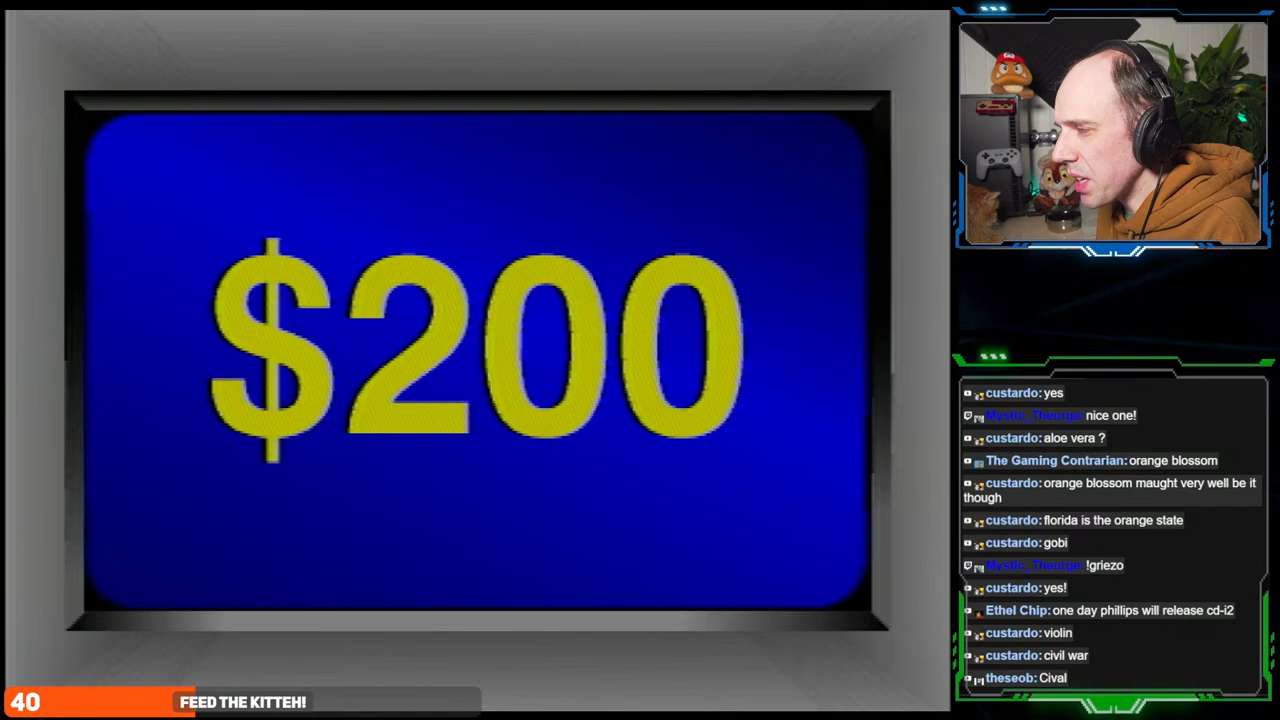 $200
custardo: yes
Mystic_Theurge: nice one!
custardo: aloe vera ?
The Gaming Contrarian: orange blossom
custardo: orange blossom maught very well be it
though
custardo: florida is the orange state
custardo: gobi
Mystic_Theurge: !griezo
custardo: yes!
Ethel Chip: one day phillips will release cd-i2
custardo: violin
custardo: civil war
theseob: Cival
40 FEED THE KITTEH!